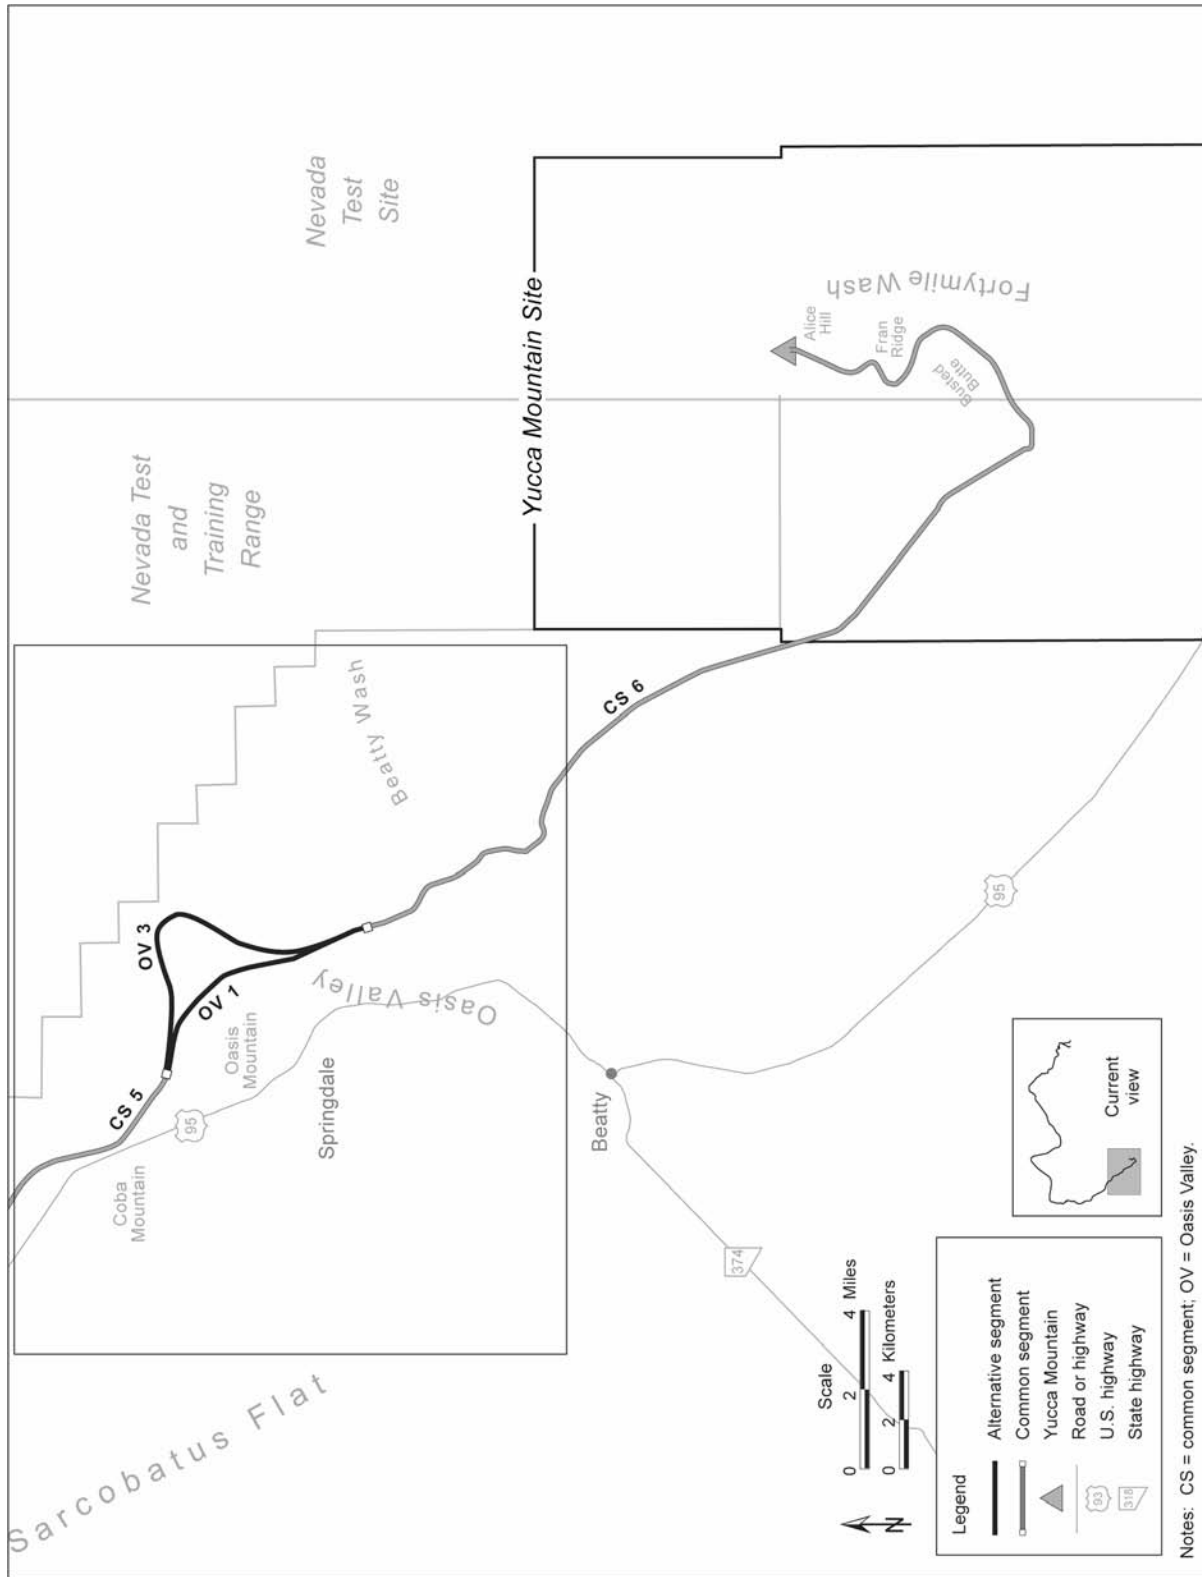 Sarcobatus Flat
Coba
Mountain
CS 5
95
Oasis
Mountain
Springdale
OV 1
OV 3
Oasis Valley
Beatty Wash
Nevada Test
and
Training
Range
Nevada
Test
Site
Yucca Mountain Site
CS 6
Alice
Hill
Fran
Ridge
Busted
Butte
Fortymile Wash
Beatty
374
95
Scale
0 2 4 Miles
0 2 4 Kilometers
N
Legend
Alternative segment
Common segment
Yucca Mountain
Road or highway
93 U.S. highway
318 State highway
Current
view
Notes: CS = common segment; OV = Oasis Valley.